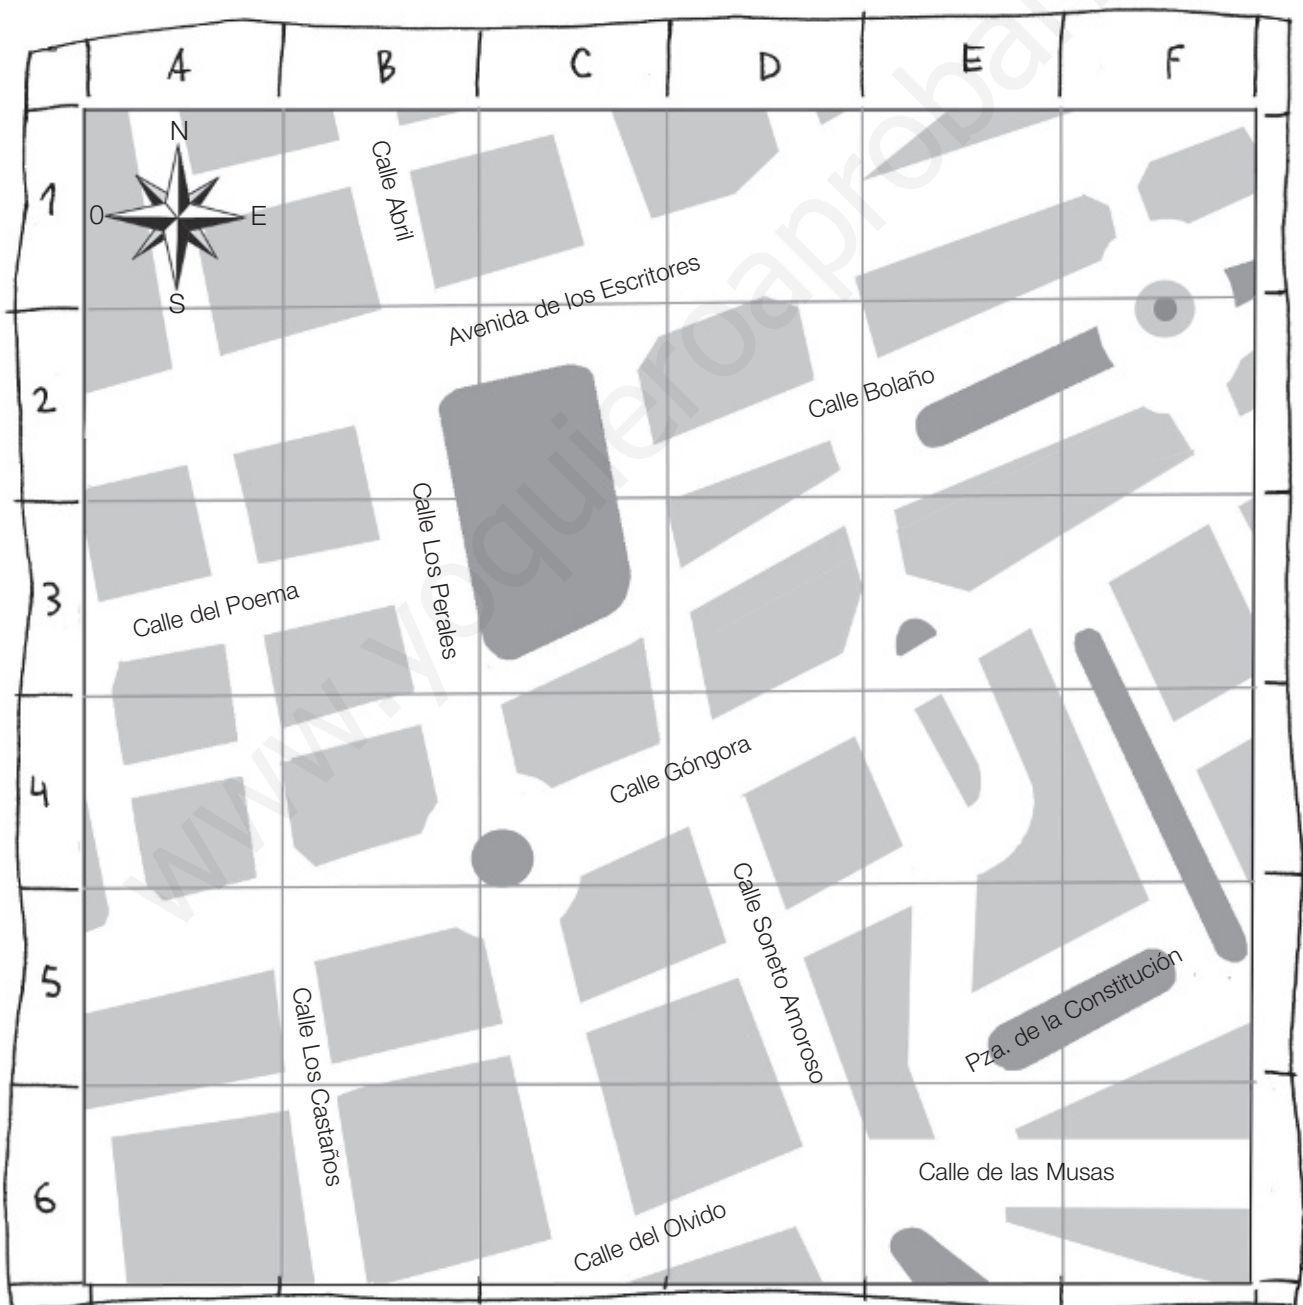 A B C D E F
1
N
0 E
S
Calle Abril
Avenida de los Escritores
2
Calle Bolaño
3
Calle Los Perales
Calle del Poema
4
Calle Góngora
5
Calle Soneto Amoroso
Calle Los Castaños
Pza. de la Constitución
6
Calle de las Musas
Calle del Olvido